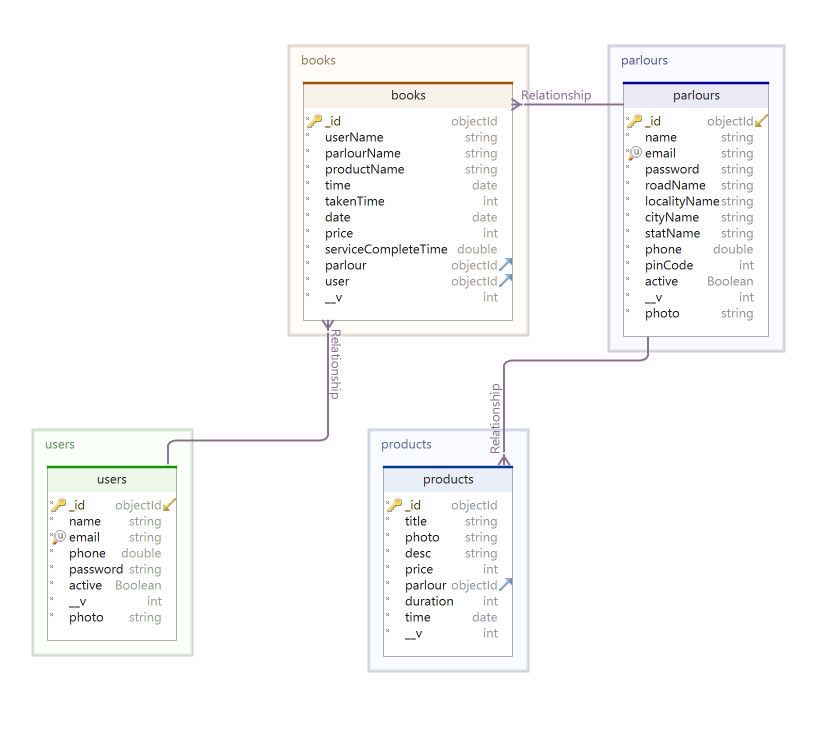 books
books
_id objectId
userName string
parlourName string
productName string
time date
takenTime int
date date
price int
serviceCompleteTime double
parlour objectId
user objectId
__v int
Relationship
parlours
parlours
_id objectId
name string
u email string
password string
roadName string
localityName string
cityName string
statName string
phone double
pinCode int
active Boolean
__v int
photo string
Relationship
Relationship
users
users
_id objectId
name string
u email string
phone double
password string
active Boolean
__v int
photo string
products
products
_id objectId
title string
photo string
desc string
price int
parlour objectId
duration int
time date
__v int